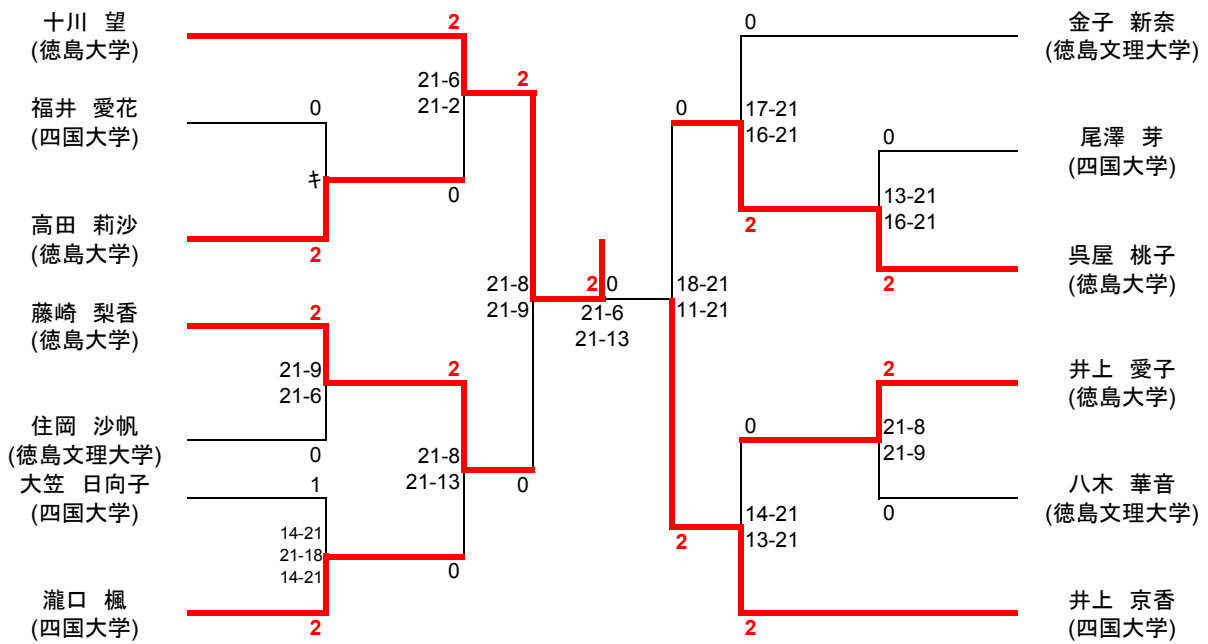 十川　望
(徳島大学)
福井　愛花
(四国大学)
高田　莉沙
(徳島大学)
藤崎　梨香
(徳島大学)
住岡　沙帆
(徳島文理大学)
大笠　日向子
(四国大学)
瀧口　楓
(四国大学)
2
0
キ
2
21-6
21-2
0
2
2
21-9
21-6
0
1
14-21
21-18
14-21
2
2
21-8
21-13
0
21-8
21-9
0
2 0
21-6
21-13
18-21
11-21
0
2
0
17-21
16-21
2
0
13-21
16-21
2
2
21-8
21-9
0
0
14-21
13-21
2
金子　新奈
(徳島文理大学)
尾澤　芽
(四国大学)
呉屋　桃子
(徳島大学)
井上　愛子
(徳島大学)
八木　華音
(徳島文理大学)
井上　京香
(四国大学)